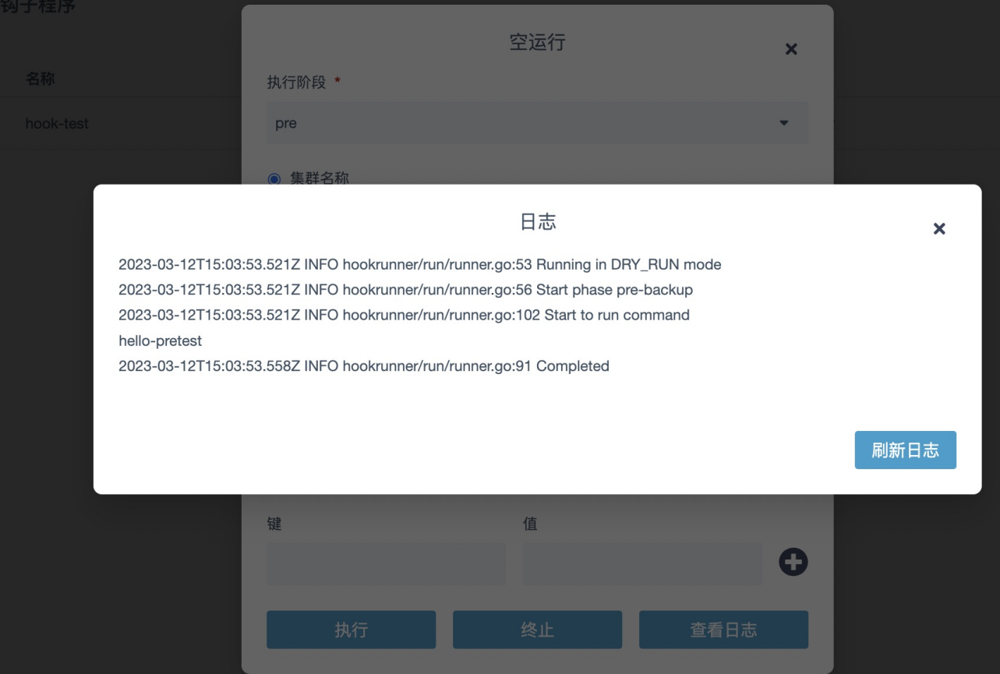 钩子程序
名称
hook-test
空运行
执行阶段 *
pre
集群名称
日志
2023-03-12T15:03:53.521Z INFO hookrunner/run/runner.go:53 Running in DRY_RUN mode
2023-03-12T15:03:53.521Z INFO hookrunner/run/runner.go:56 Start phase pre-backup
2023-03-12T15:03:53.521Z INFO hookrunner/run/runner.go:102 Start to run command
hello-pretest
2023-03-12T15:03:53.558Z INFO hookrunner/run/runner.go:91 Completed
刷新日志
键 值
执行 终止 查看日志